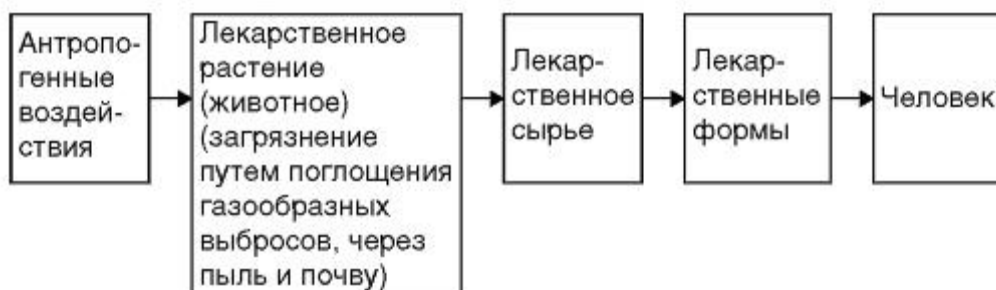 Антропо-
генные
воздей-
ствия
Лекарственное
растение
(животное)
(загрязнение
путем поглощения
газообразных
выбросов, через
пыль и почву)
Лекар-
ственное
сырье
Лекар-
ственные
формы
Человек